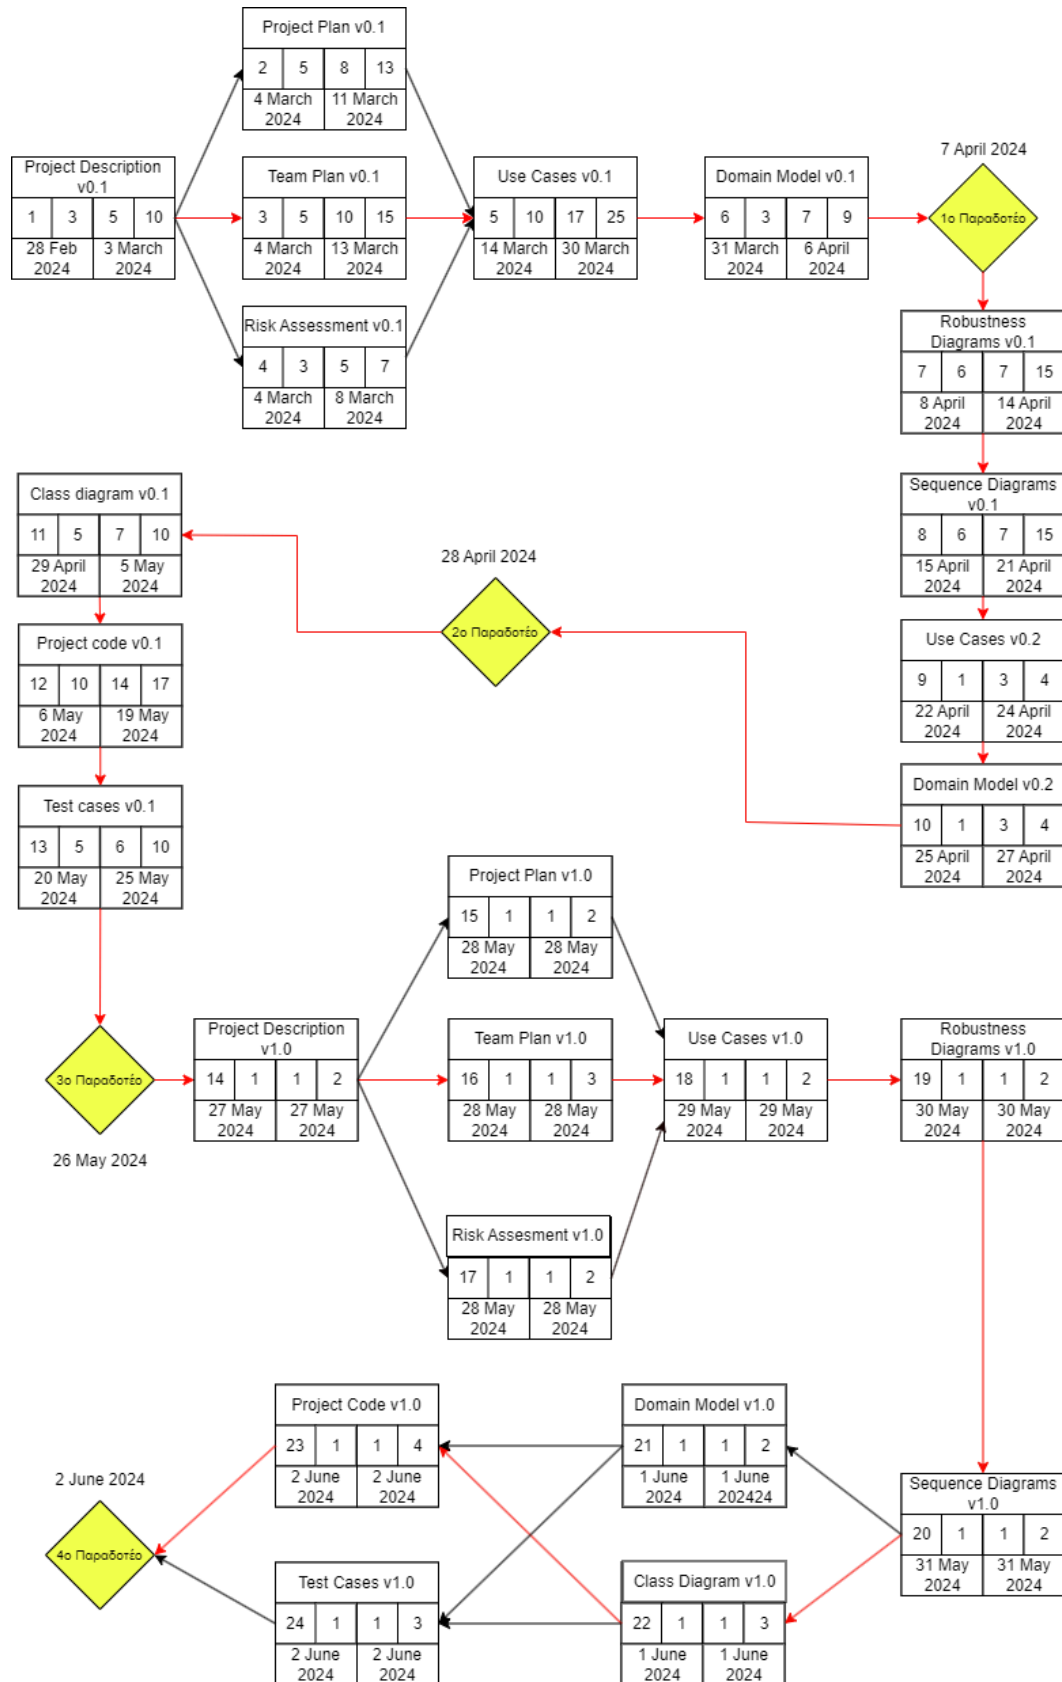 Project Plan v0.1
2 5 8 13
4 March 11 March
2024 2024
Project Description
v0.1
1 3 5 10
28 Feb 3 March
2024 2024
Team Plan v0.1
3 5 10 15
4 March 13 March
2024 2024
Risk Assessment v0.1
4 3 5 7
4 March 8 March
2024 2024
Use Cases v0.1
5 10 17 25
14 March 30 March
2024 2024
Domain Model v0.1
6 3 7 9
31 March 6 April
2024 2024
7 April 2024
1ο Παραδοτέο
Robustness
Diagrams v0.1
7 6 7 15
8 April 14 April
2024 2024
Sequence Diagrams
v0.1
8 6 7 15
15 April 21 April
2024 2024
Use Cases v0.2
9 1 3 4
22 April 24 April
2024 2024
Domain Model v0.2
10 1 3 4
25 April 27 April
2024 2024
28 April 2024
2ο Παραδοτέο
Class diagram v0.1
11 5 7 10
29 April 5 May
2024 2024
Project code v0.1
12 10 14 17
6 May 19 May
2024 2024
Test cases v0.1
13 5 6 10
20 May 25 May
2024 2024
3ο Παραδοτέο
26 May 2024
Project Description
v1.0
14 1 1 2
27 May 27 May
2024 2024
Project Plan v1.0
15 1 1 2
28 May 28 May
2024 2024
Team Plan v1.0
16 1 1 3
28 May 28 May
2024 2024
Risk Assesment v1.0
17 1 1 2
28 May 28 May
2024 2024
Use Cases v1.0
18 1 1 2
29 May 29 May
2024 2024
Robustness
Diagrams v1.0
19 1 1 2
30 May 30 May
2024 2024
Sequence Diagrams
v1.0
20 1 1 2
31 May 31 May
2024 2024
Domain Model v1.0
21 1 1 2
1 June 1 June
2024 202424
Class Diagram v1.0
22 1 1 3
1 June 1 June
2024 2024
Project Code v1.0
23 1 1 4
2 June 2 June
2024 2024
Test Cases v1.0
24 1 1 3
2 June 2 June
2024 2024
2 June 2024
4ο Παραδοτέο